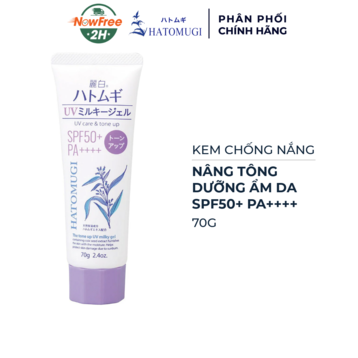 NowFree
2H
ハトムギ
HATOMUGI
PHÂN PHỐI
CHÍNH HÃNG
麗白®
ハトムギ
UVミルキージェル
UV care & tone up
SPF50+
PA++++
トーン
アップ
HATOMUGI
70g 2.4oz.
KEM CHỐNG NẮNG
NÂNG TÔNG
DƯỠNG ẨM DA
SPF50+ PA++++
70G